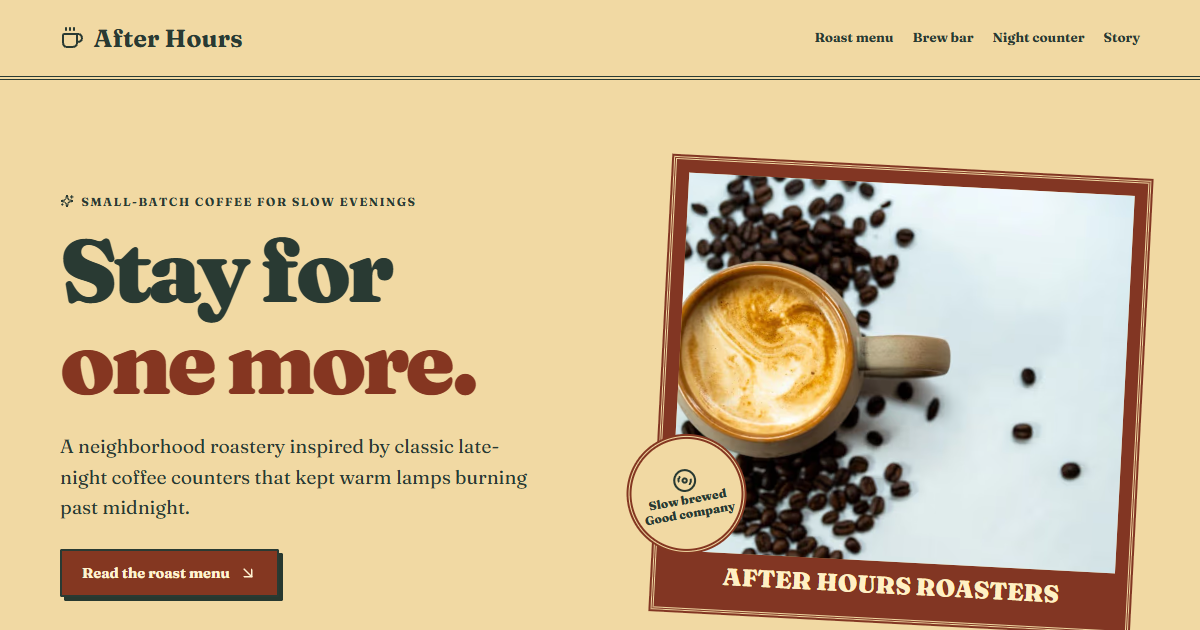 After Hours
Roast menu Brew bar Night counter Story
SMALL-BATCH COFFEE FOR SLOW EVENINGS
Stay for
one more.
A neighborhood roastery inspired by classic late-
night coffee counters that kept warm lamps burning
past midnight.
Read the roast menu
Slow brewed
Good company
AFTER HOURS ROASTERS